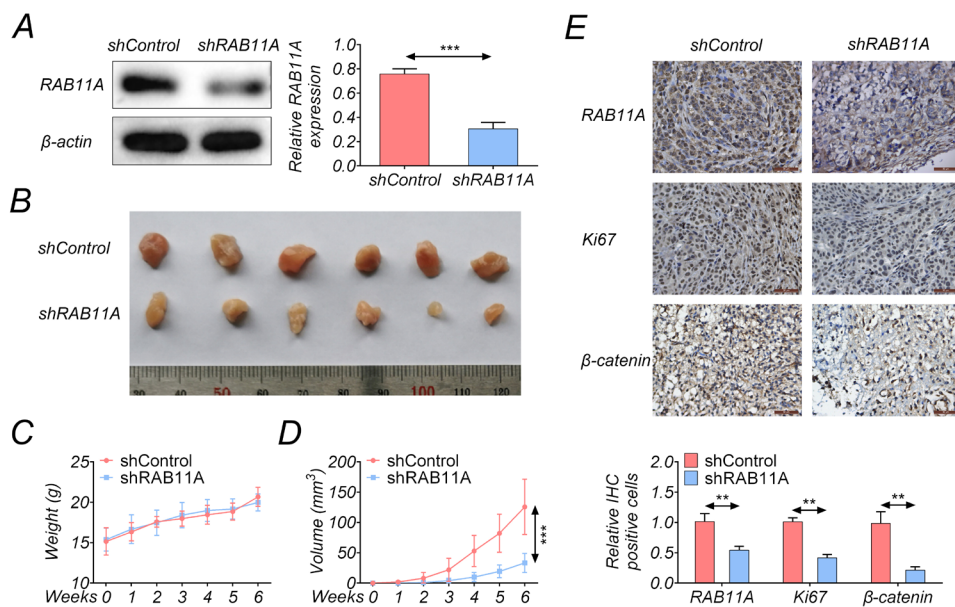 A
shControl shRAB11A
RAB11A
β-actin
Relative RAB11A
expression
1.0
0.8
0.6
0.4
0.2
0.0
***
shControl shRAB11A
B
shControl
shRAB11A
50
100
120
C
shControl
shRAB11A
Weight (g)
25
20
15
10
Weeks 0 1 2 3 4 5 6
D
shControl
shRAB11A
Volume (mm³)
200
150
100
50
0
***
Weeks 0 1 2 3 4 5 6
E
shControl shRAB11A
RAB11A
Ki67
β-catenin
shControl
shRAB11A
Relative IHC
positive cells
2.0
1.5
1.0
0.5
0.0
** ** **
RAB11A Ki67 β-catenin